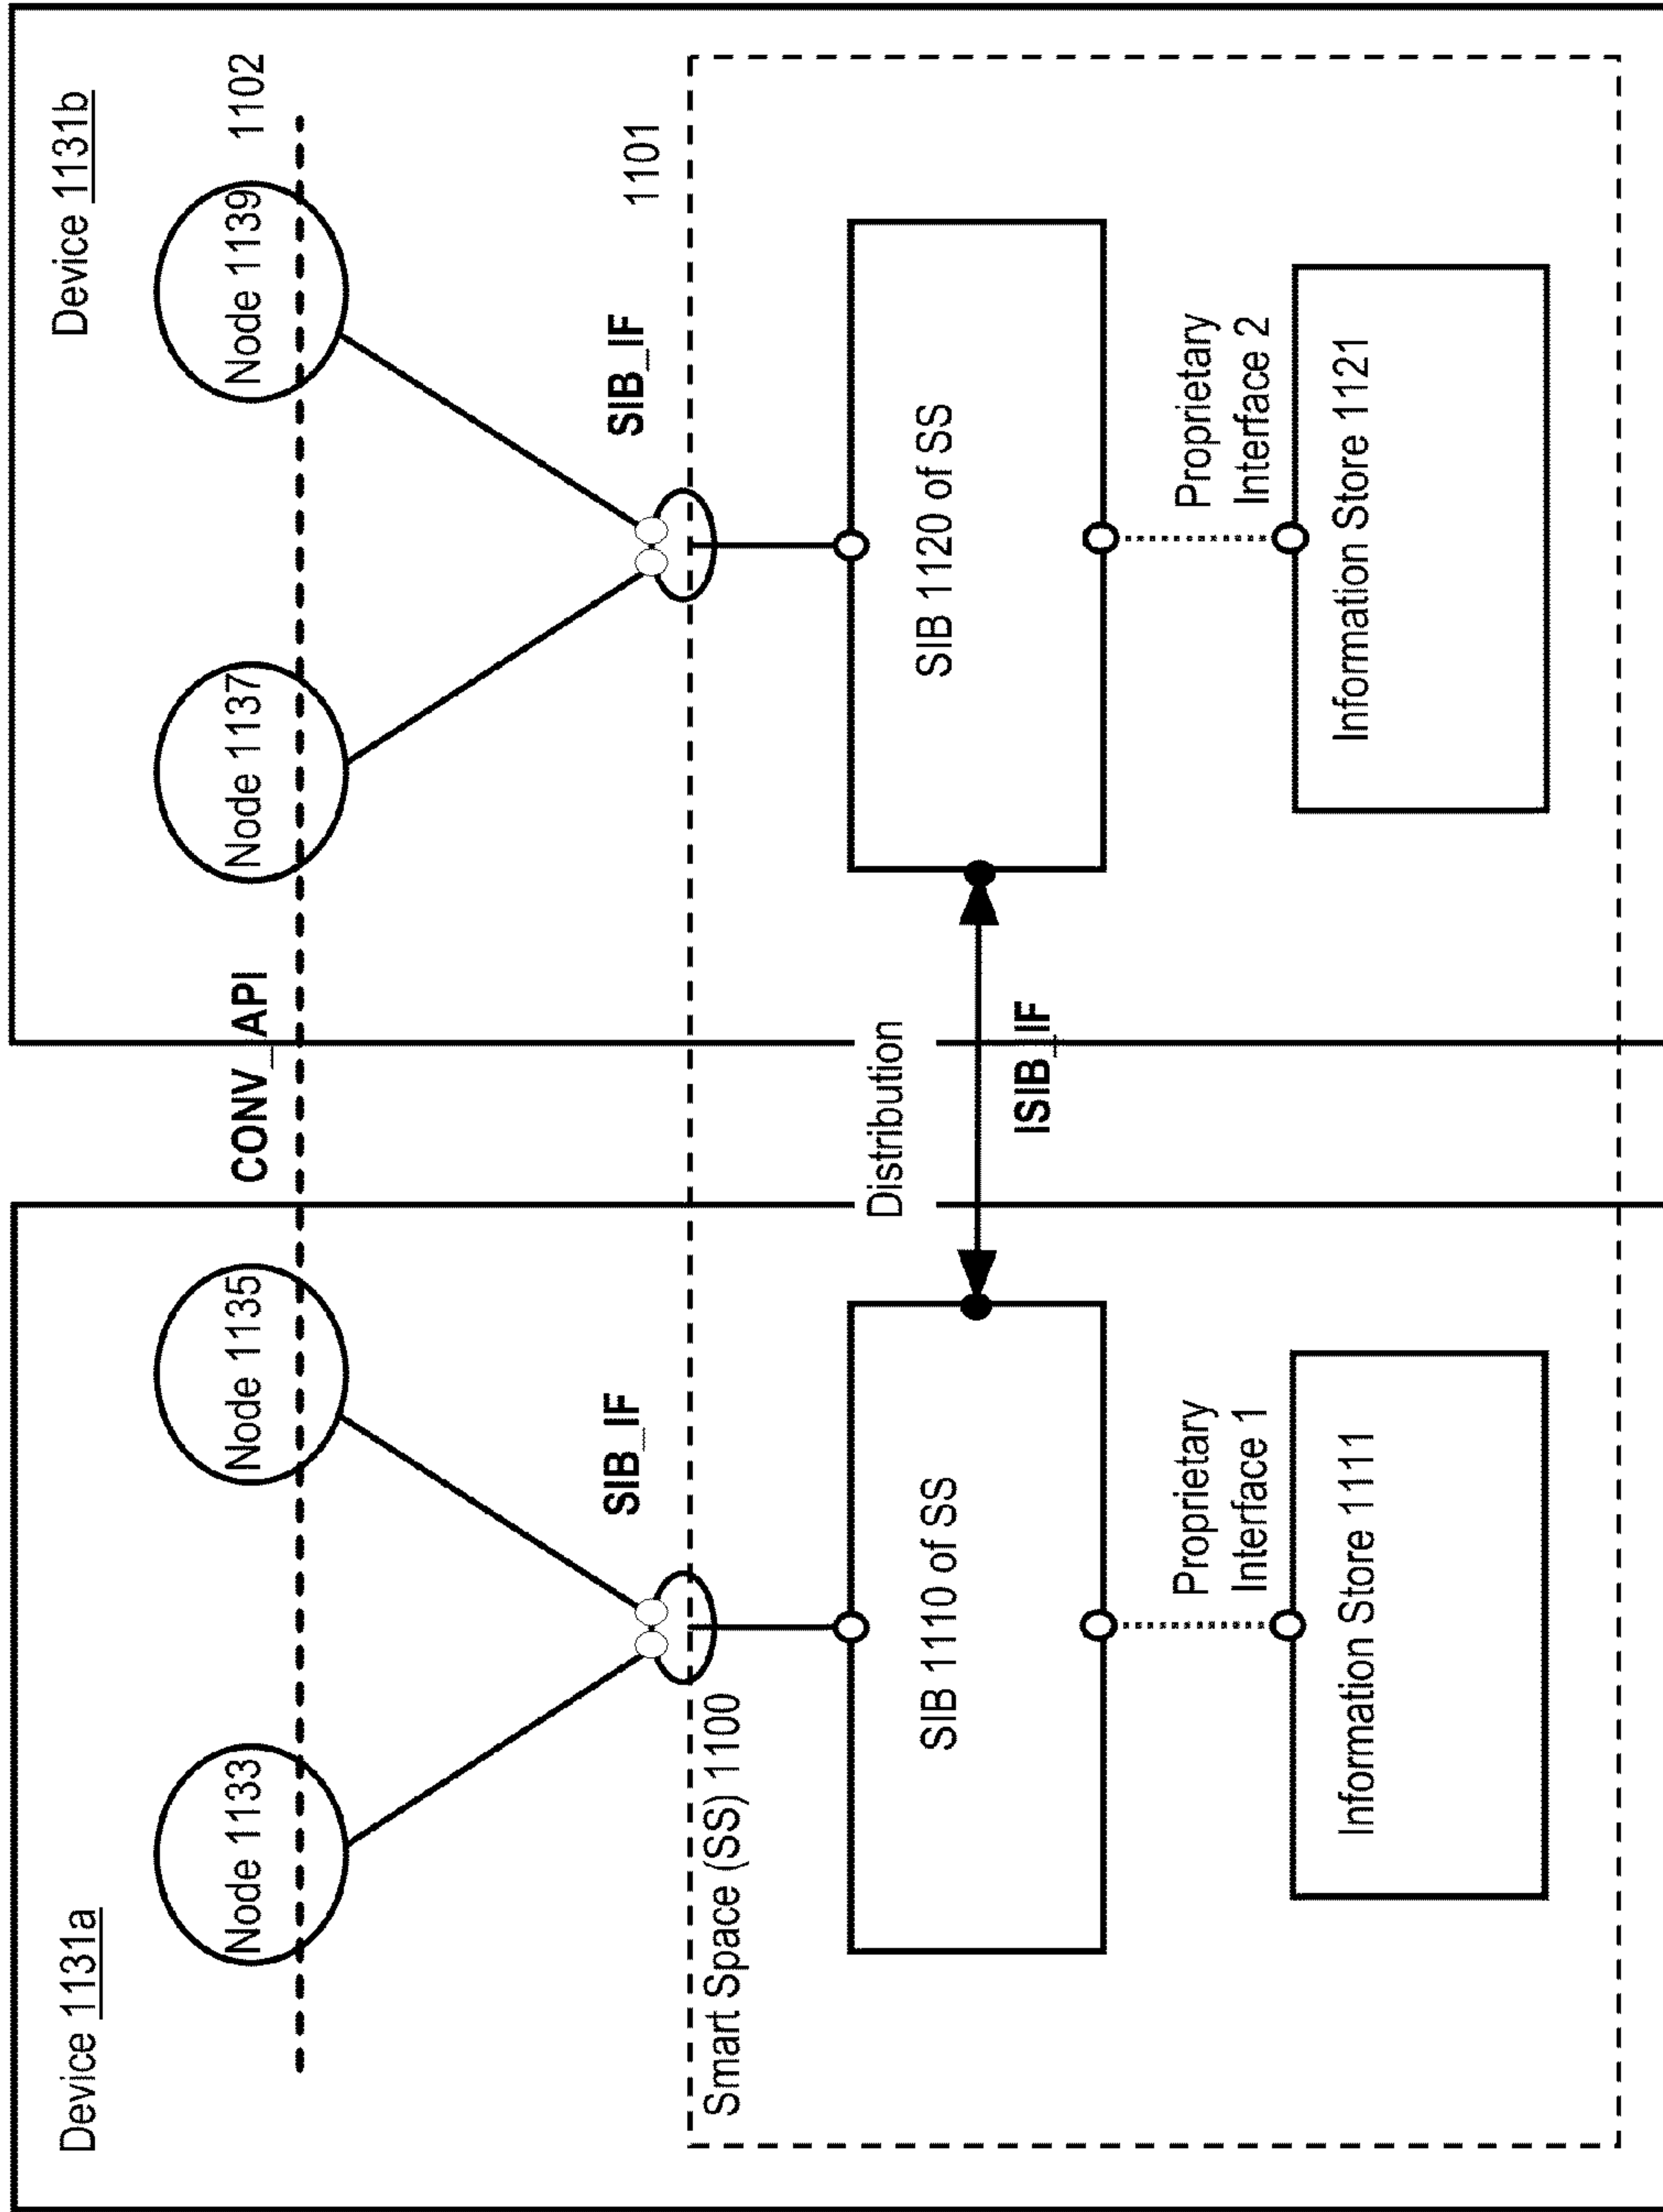 Device 1131a
Device 1131b
Node 1133
Node 1135
CONV_API
Node 1137
Node 1139
1102
SIB_IF
SIB_IF
1101
Smart Space (SS) 1100
Distribution
SIB 1110 of SS
SIB 1120 of SS
ISIB_IF
Proprietary
Interface 1
Proprietary
Interface 2
Information Store 1111
Information Store 1121